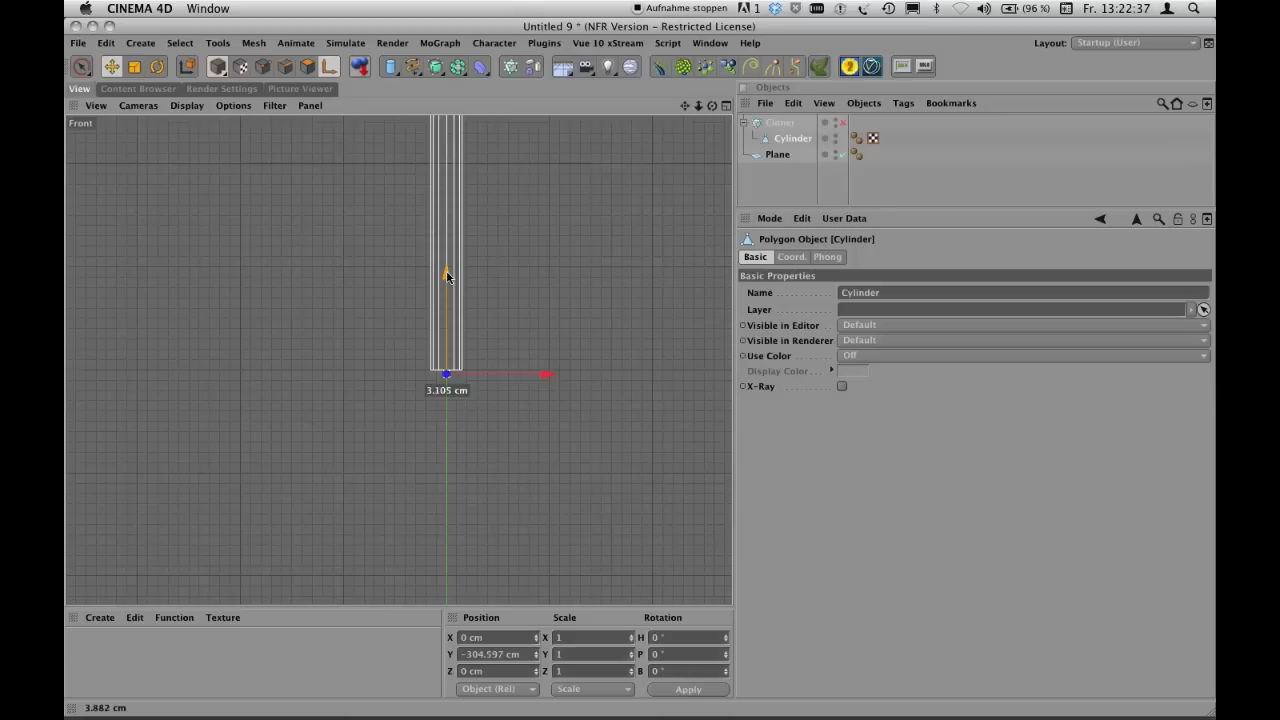 CINEMA 4D Window Aufnahme stoppen 1 (96 %) Fr. 13:22:37
Untitled 9 * (NFR Version - Restricted License)
File Edit Create Select Tools Mesh Animate Simulate Render MoGraph Character Plugins Vue 10 xStream Script Window Help Layout: Startup (User)
View Content Browser Render Settings Picture Viewer Objects
View Cameras Display Options Filter Panel File Edit View Objects Tags Bookmarks
Front
Cloner
Cylinder
Plane
Mode Edit User Data
Polygon Object [Cylinder]
Basic Coord. Phong
Basic Properties
Name Cylinder
Layer
Visible in Editor Default
Visible in Renderer Default
Use Color Off
Display Color
X-Ray
3.105 cm
Create Edit Function Texture Position Scale Rotation
X 0 cm X 1 H 0 °
Y -304.597 cm Y 1 P 0 °
Z 0 cm Z 1 B 0 °
Object (Rel) Scale Apply
3.882 cm